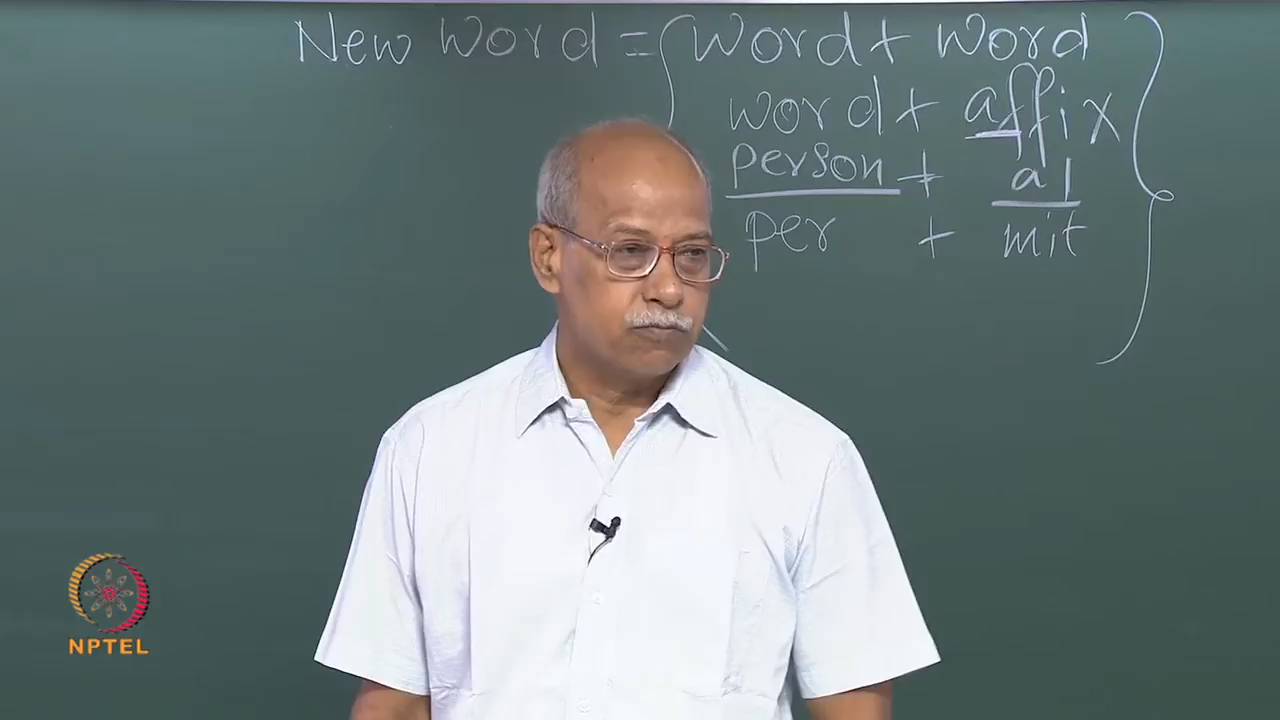 New word = { word + word }
word + affix
person + al
per + mit
NPTEL